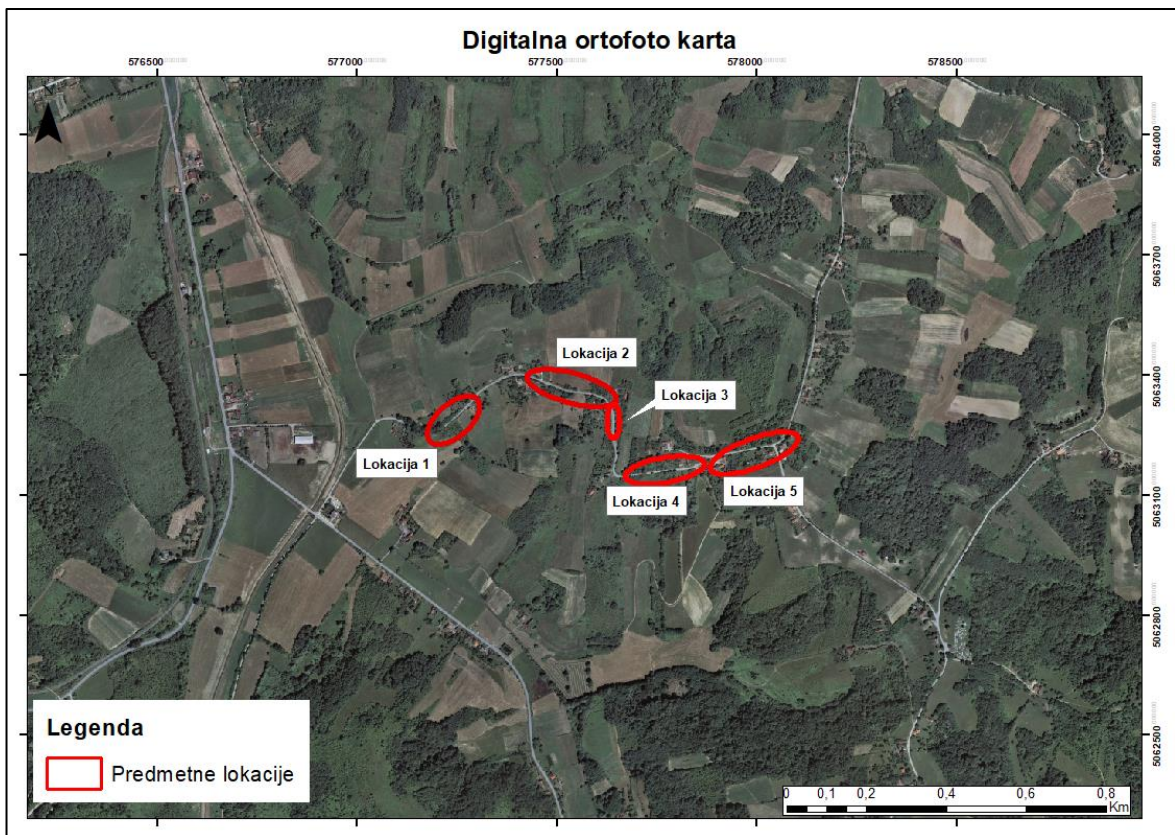 Digitalna ortofoto karta
576500 577000 577500 578000 578500
5064000
5063700
5063400
5063100
5062800
5062500
Lokacija 2
Lokacija 3
Lokacija 1
Lokacija 4
Lokacija 5
Legenda
Predmetne lokacije
0 0,1 0,2 0,4 0,6 0,8
Km